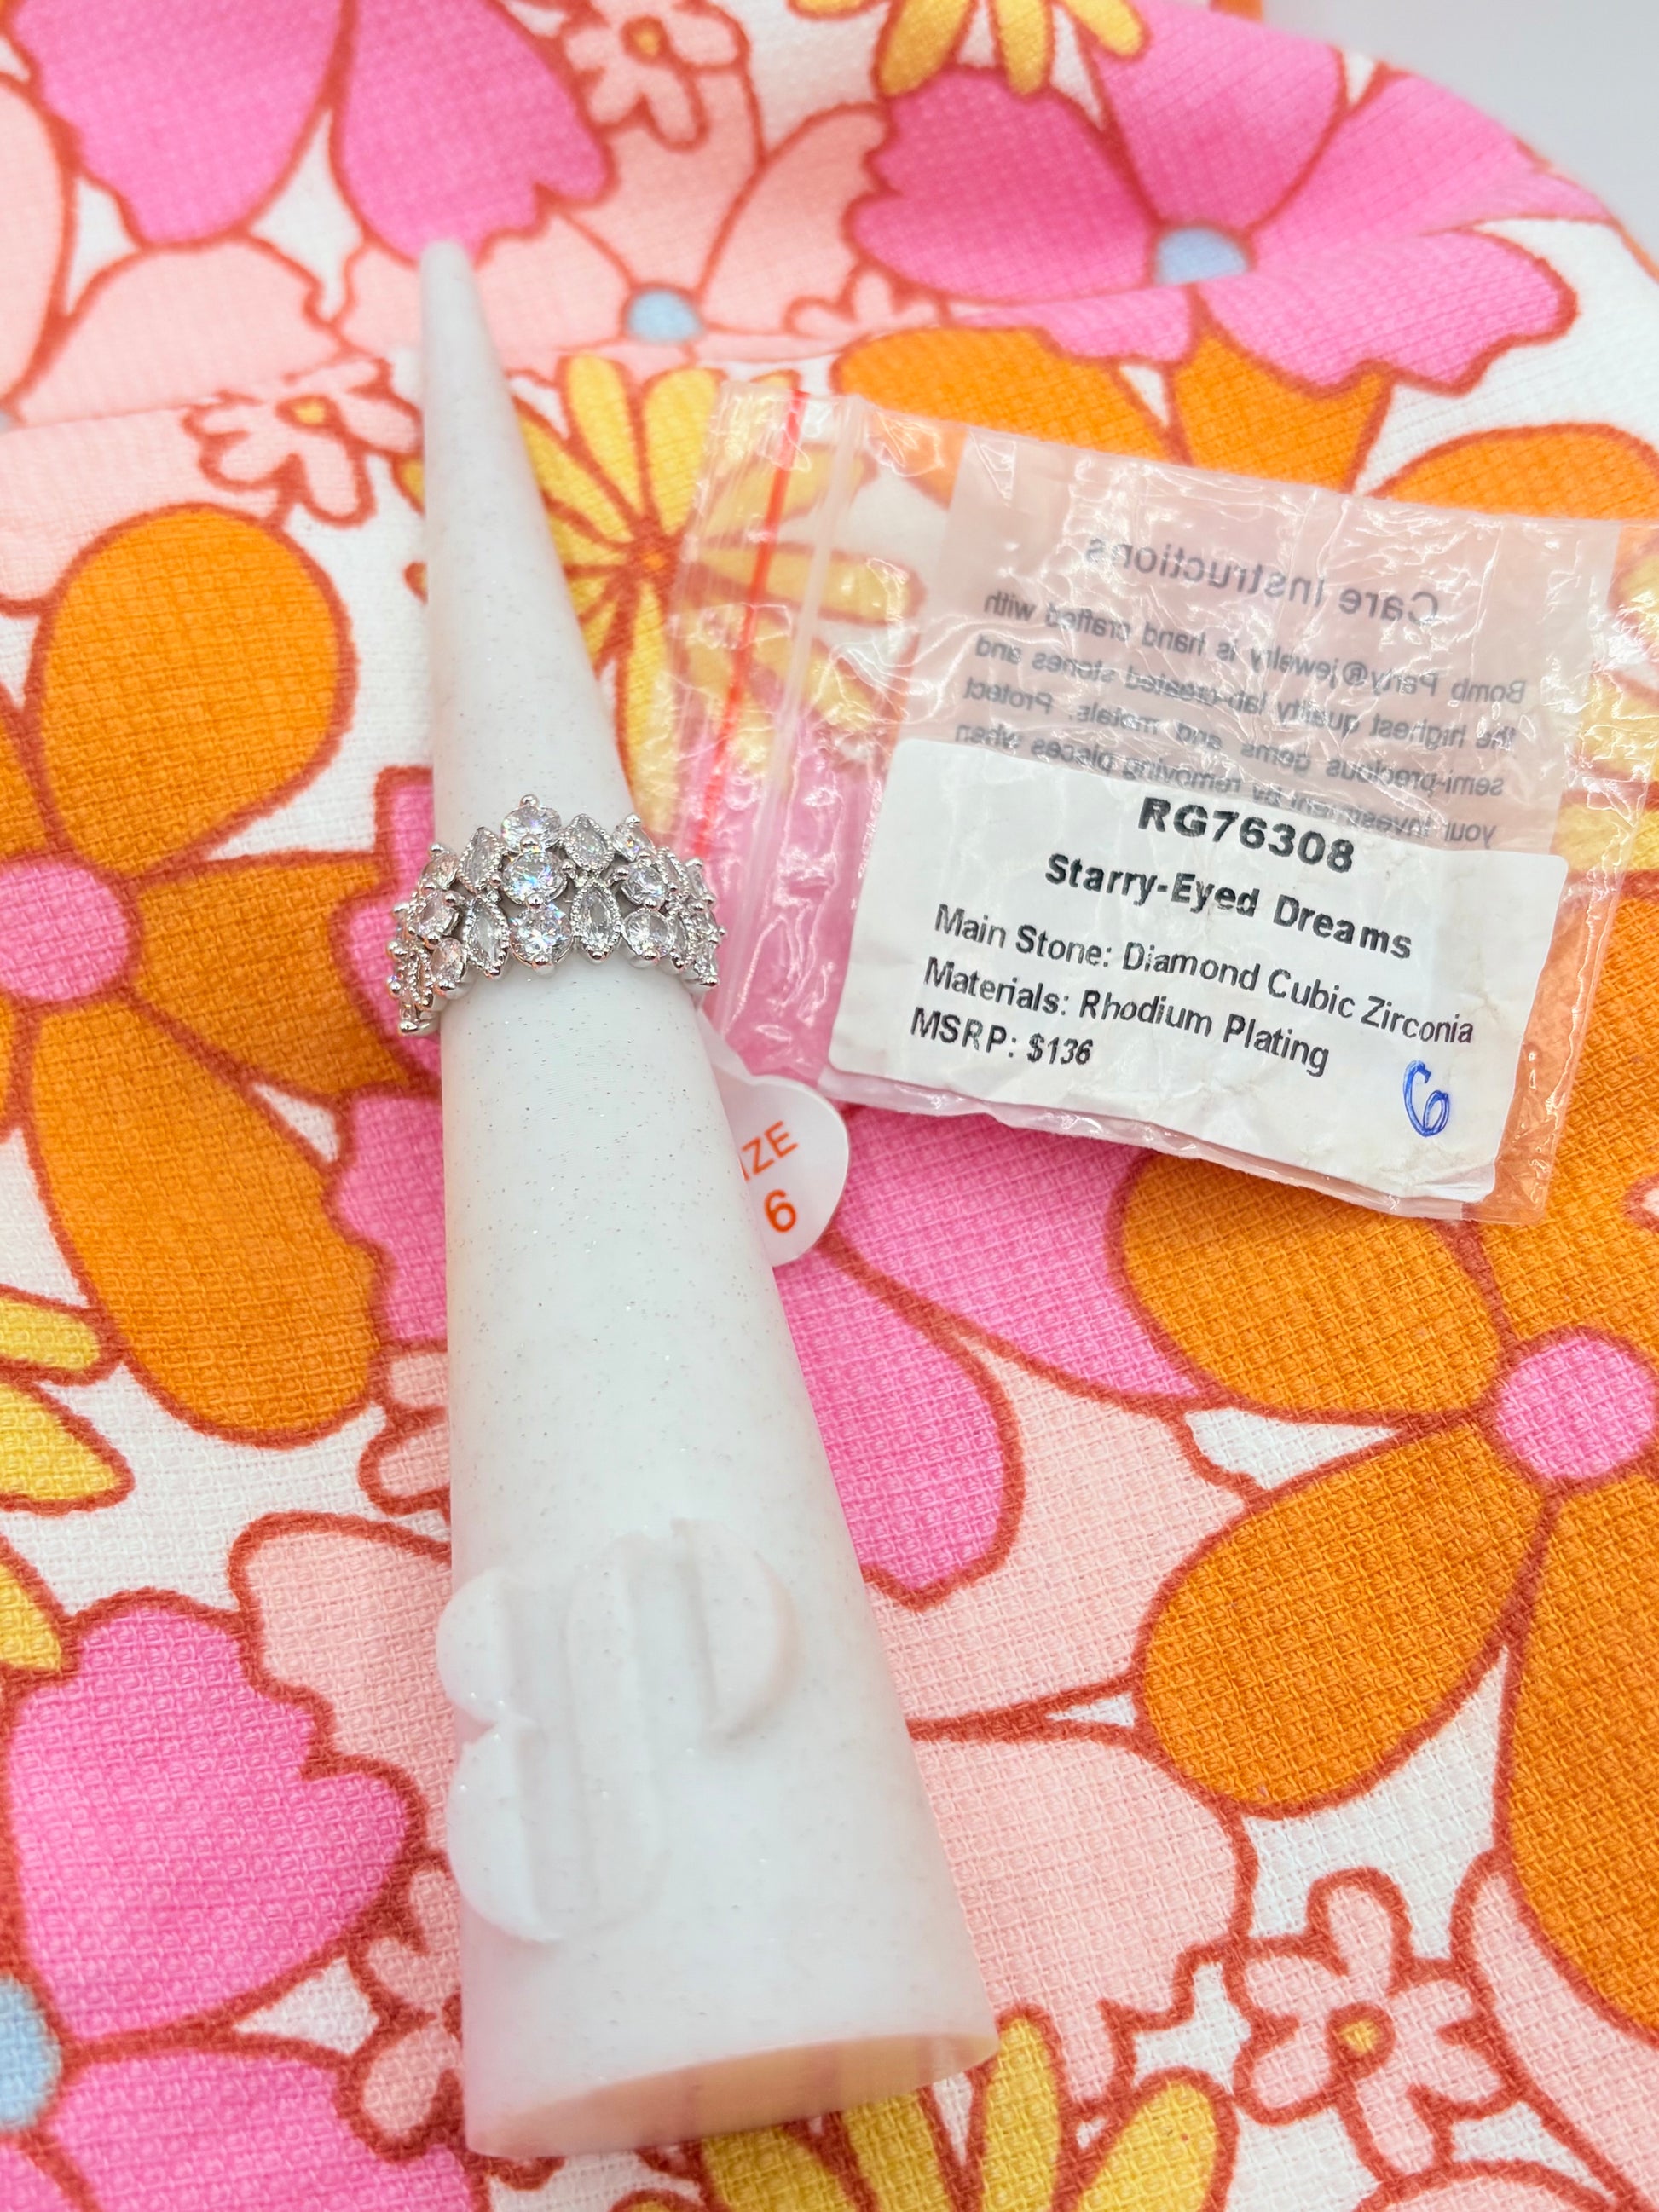 Care Instructions
Bomb Party® jewelry is hand crafted with
the highest quality lab-created stones and
semi-precious gems and metals. Protect
your investment by removing pieces when
RG76308
Starry-Eyed Dreams
Main Stone: Diamond Cubic Zirconia
Materials: Rhodium Plating
MSRP: $136
6
IZE
6
BP